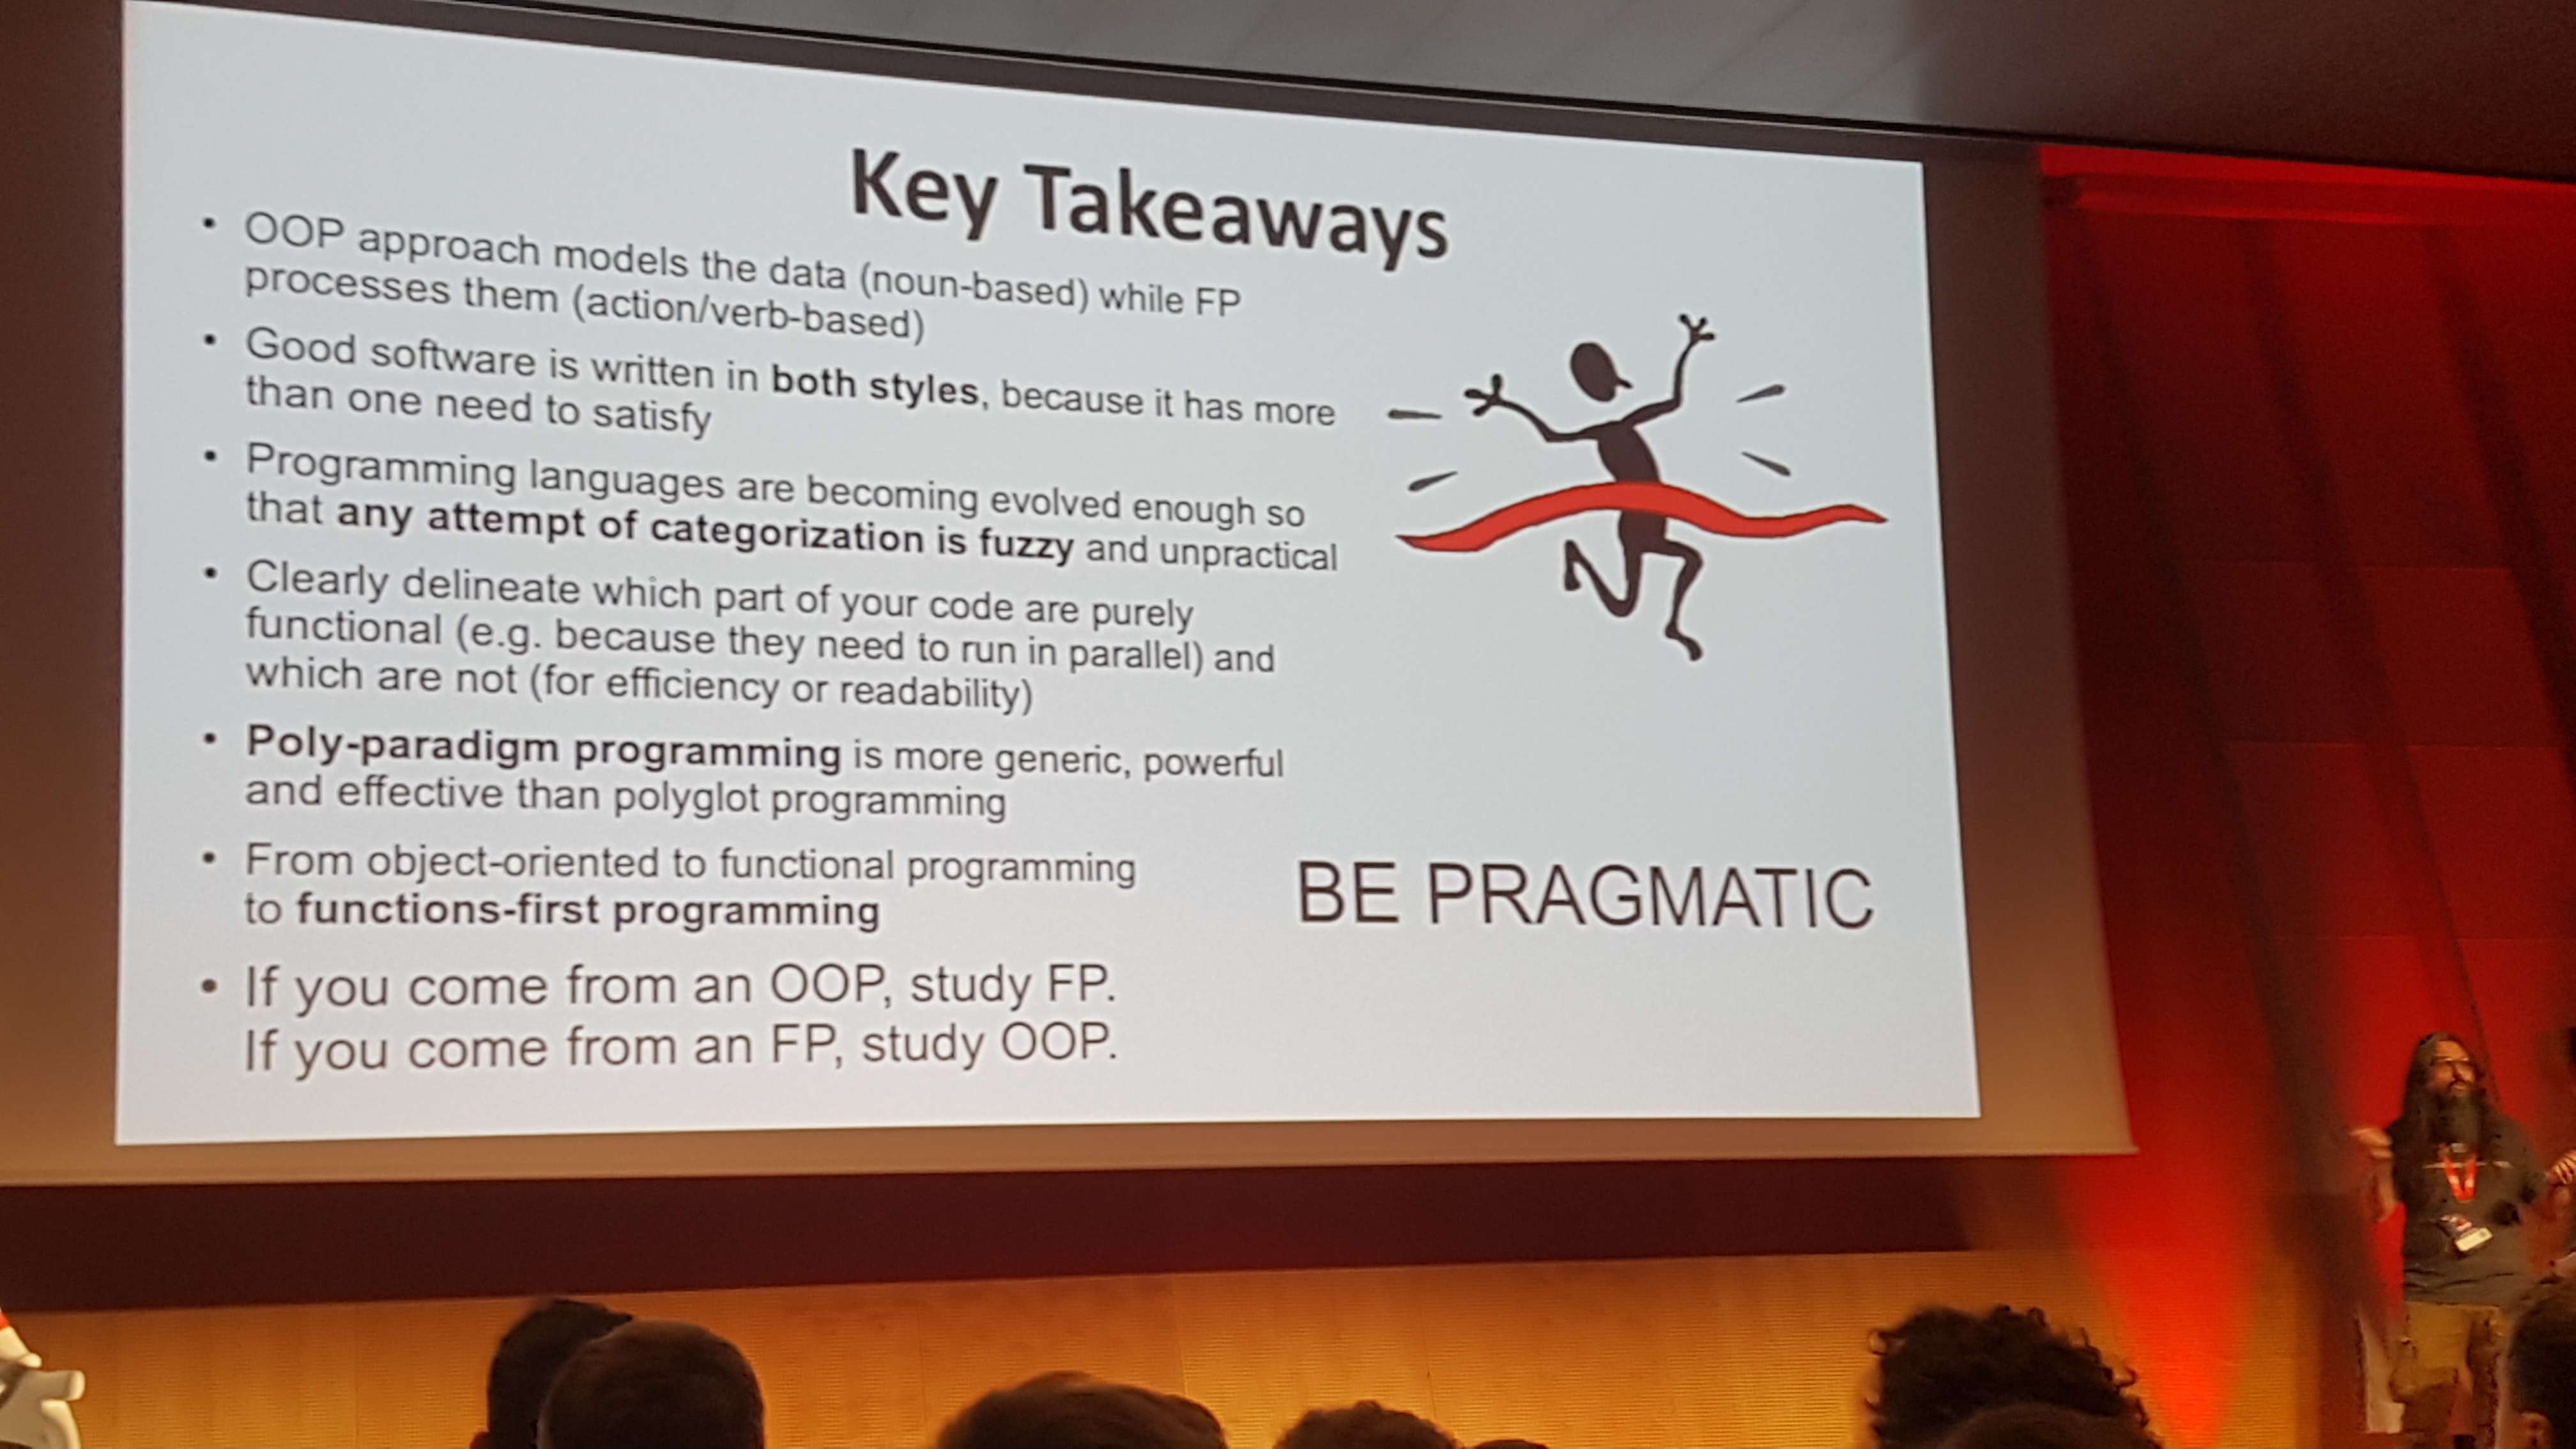 Key Takeaways
• OOP approach models the data (noun-based) while FP
processes them (action/verb-based)
• Good software is written in both styles, because it has more
than one need to satisfy
• Programming languages are becoming evolved enough so
that any attempt of categorization is fuzzy and unpractical
• Clearly delineate which part of your code are purely
functional (e.g. because they need to run in parallel) and
which are not (for efficiency or readability)
• Poly-paradigm programming is more generic, powerful
and effective than polyglot programming
• From object-oriented to functional programming
to functions-first programming
• If you come from an OOP, study FP.
If you come from an FP, study OOP.
BE PRAGMATIC